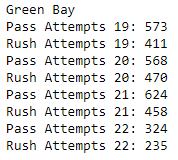 Green Bay
Pass Attempts 19: 573
Rush Attempts 19: 411
Pass Attempts 20: 568
Rush Attempts 20: 470
Pass Attempts 21: 624
Rush Attempts 21: 458
Pass Attempts 22: 324
Rush Attempts 22: 235